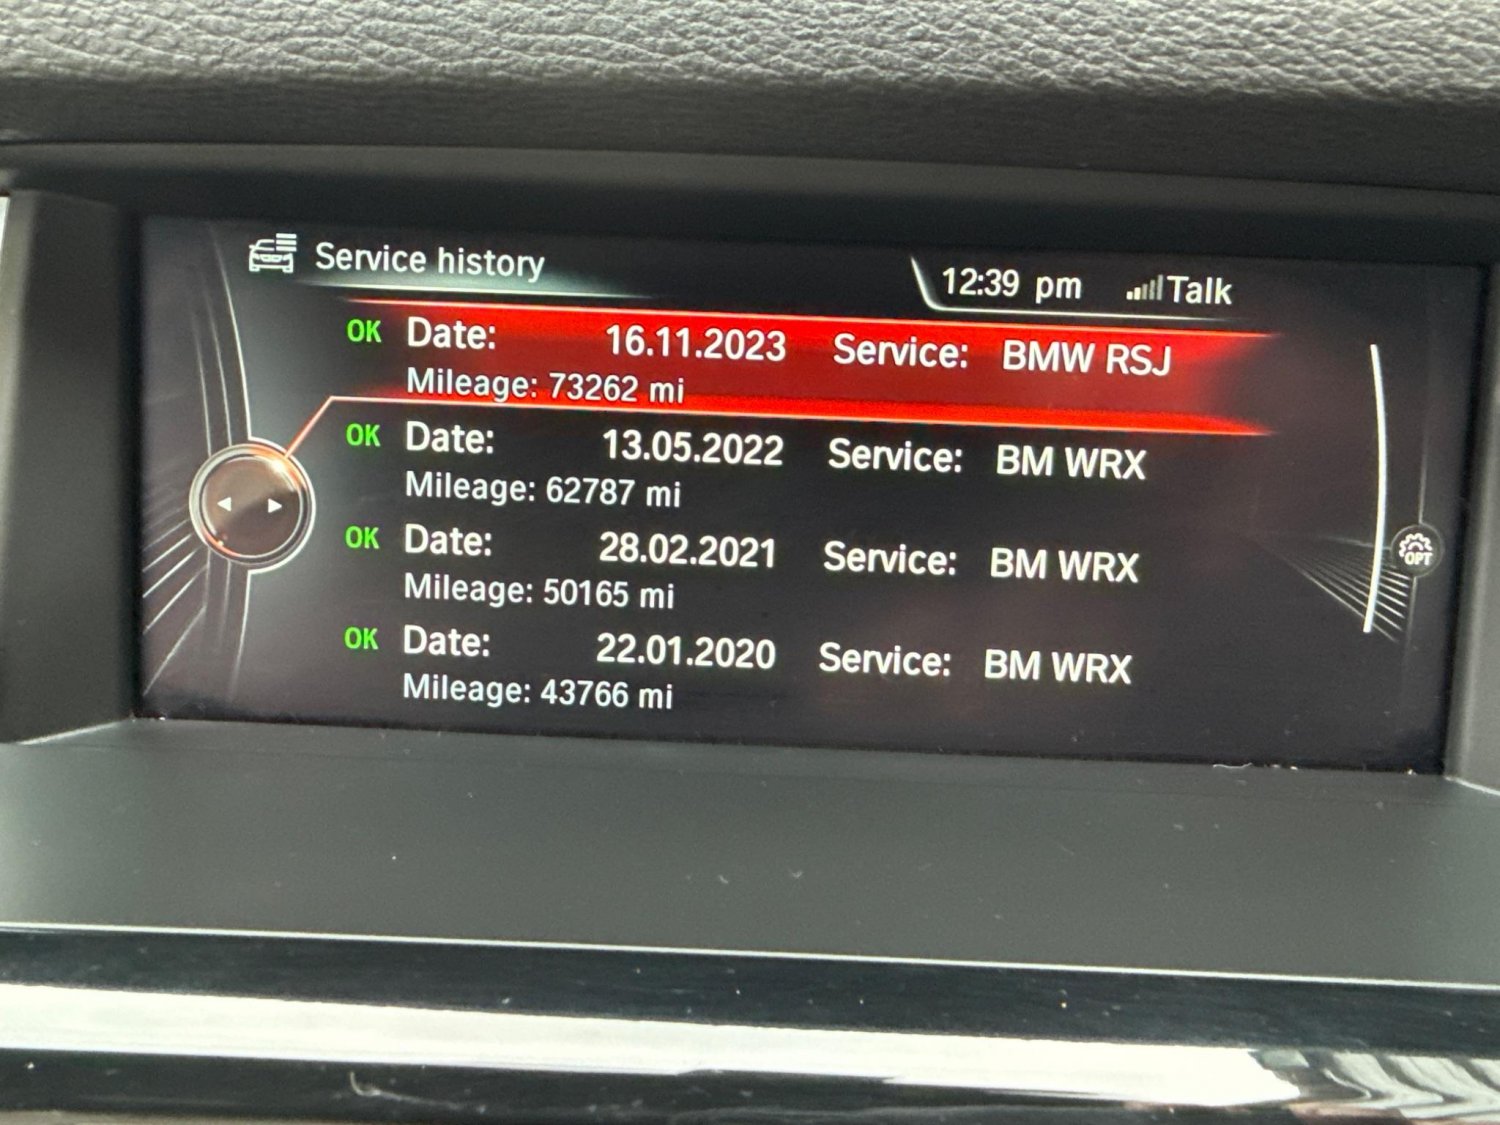 Service history
12:39 pm Talk
OK Date: 16.11.2023 Service: BMW RSJ
Mileage: 73262 mi
OK Date: 13.05.2022 Service: BM WRX
Mileage: 62787 mi
OK Date: 28.02.2021 Service: BM WRX
Mileage: 50165 mi
OK Date: 22.01.2020 Service: BM WRX
Mileage: 43766 mi
OPT